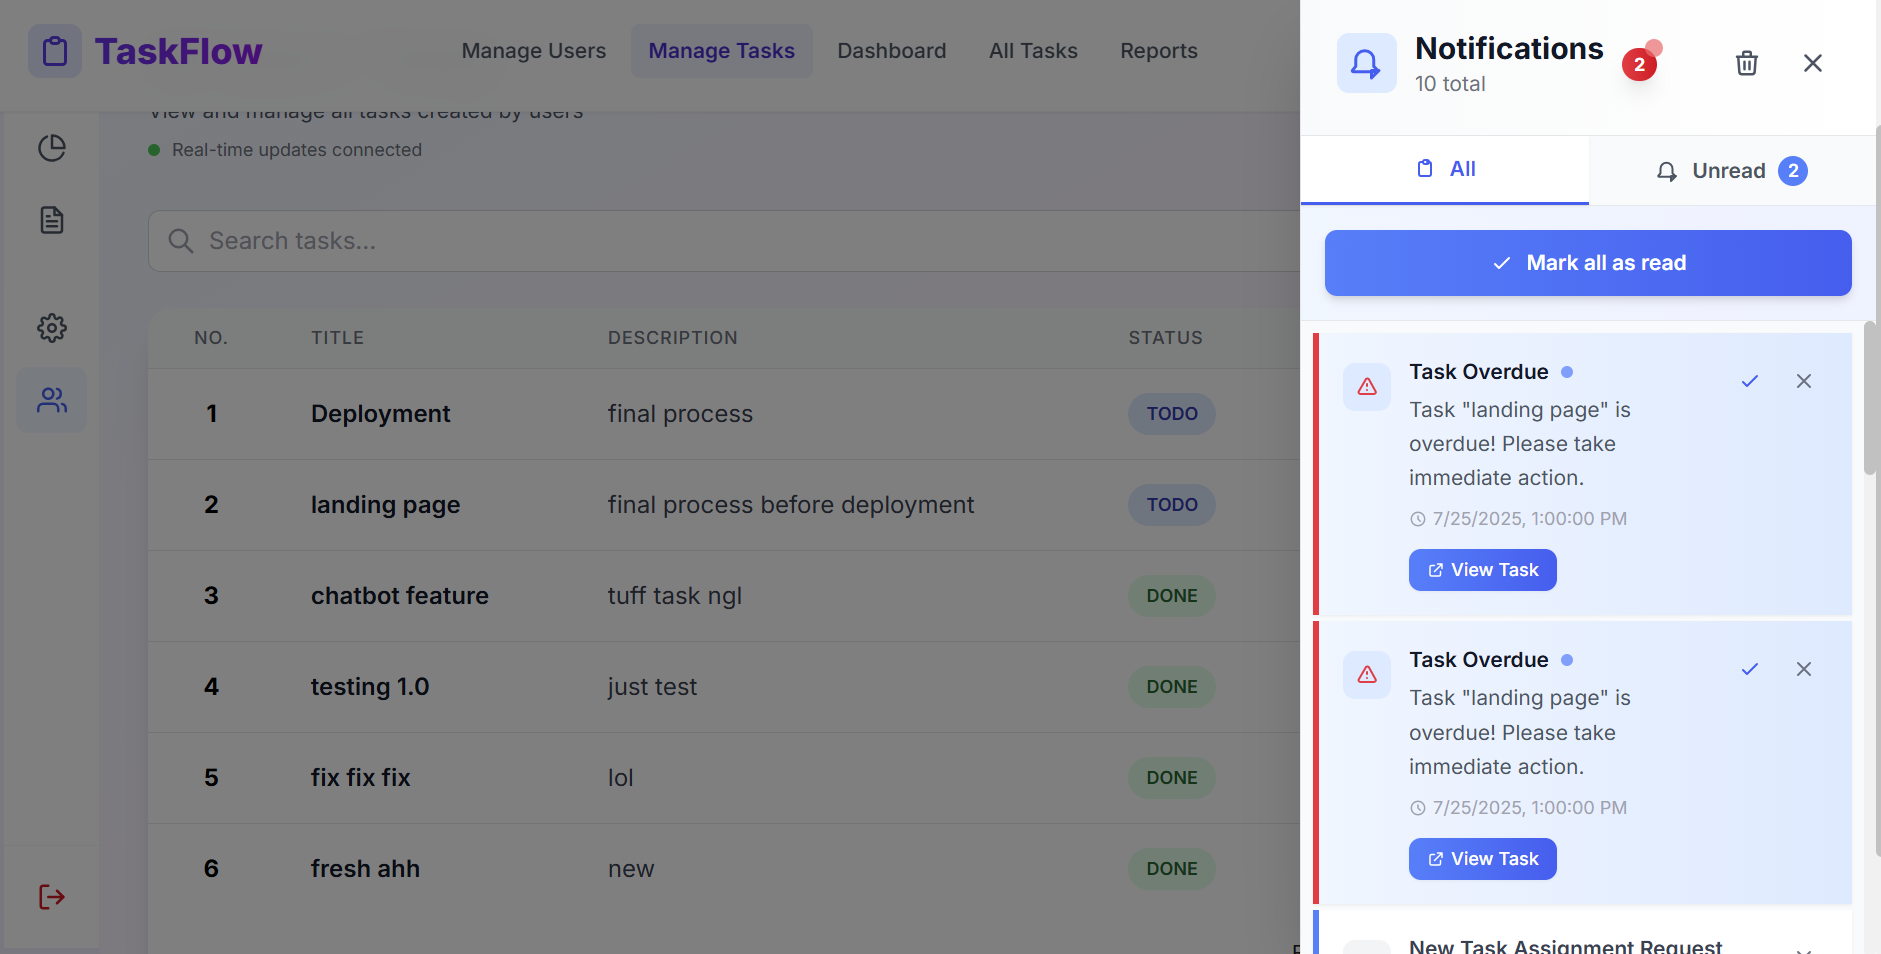 TaskFlow
Manage Users
Manage Tasks
Dashboard
All Tasks
Reports
View and manage all tasks created by users
Real-time updates connected
Search tasks...
NO. TITLE DESCRIPTION STATUS
1 Deployment final process TODO
2 landing page final process before deployment TODO
3 chatbot feature tuff task ngl DONE
4 testing 1.0 just test DONE
5 fix fix fix lol DONE
6 fresh ahh new DONE
Notifications
2
10 total
All
Unread 2
Mark all as read
Task Overdue
Task "landing page" is
overdue! Please take
immediate action.
7/25/2025, 1:00:00 PM
View Task
Task Overdue
Task "landing page" is
overdue! Please take
immediate action.
7/25/2025, 1:00:00 PM
View Task
New Task Assignment Request